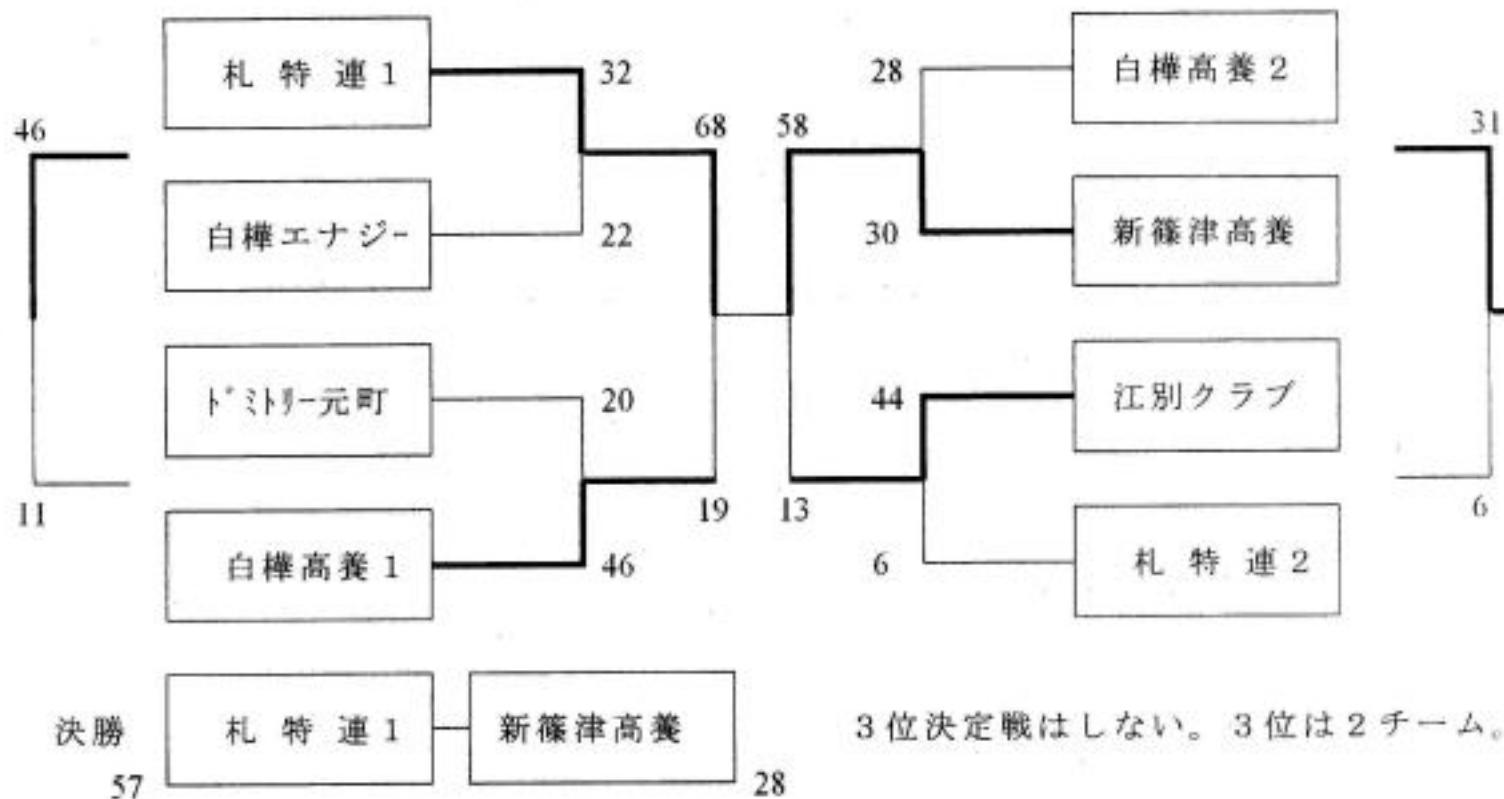 札特連1 32 28 白樺高養2
46 68 58 31
白樺エナジー 22 30 新篠津高養
ドミトリー元町 20 44 江別クラブ
11 19 13 6
白樺高養1 46 6 札特連2
決勝 札特連1 新篠津高養 3位決定戦はしない。3位は2チーム。
57 28